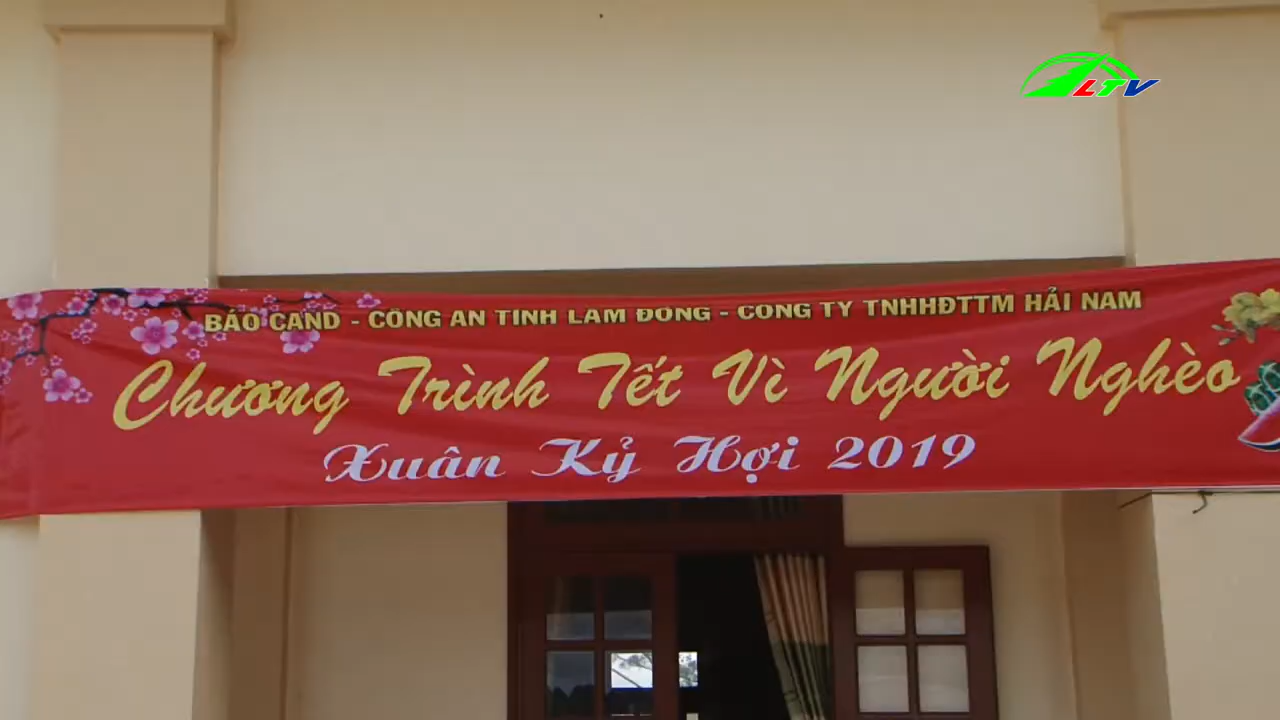 LTV
BÁO CAND - CÔNG AN TỈNH LÂM ĐỒNG - CÔNG TY TNHHĐTTM HẢI NAM
Chương Trình Tết Vì Người Nghèo
Xuân Kỷ Hợi 2019